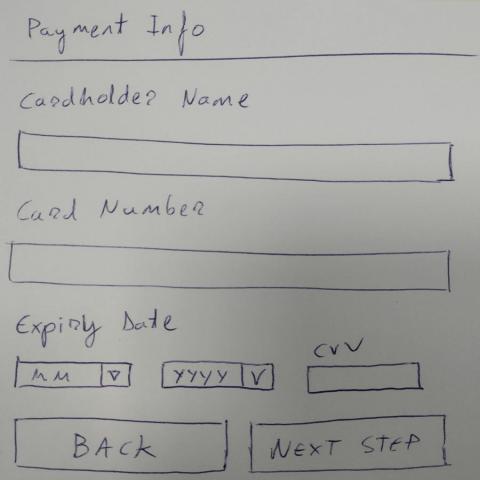 Payment Info
Cardholder Name
Card Number
Expiry Date
CVV
MM YYYY
BACK NEXT STEP